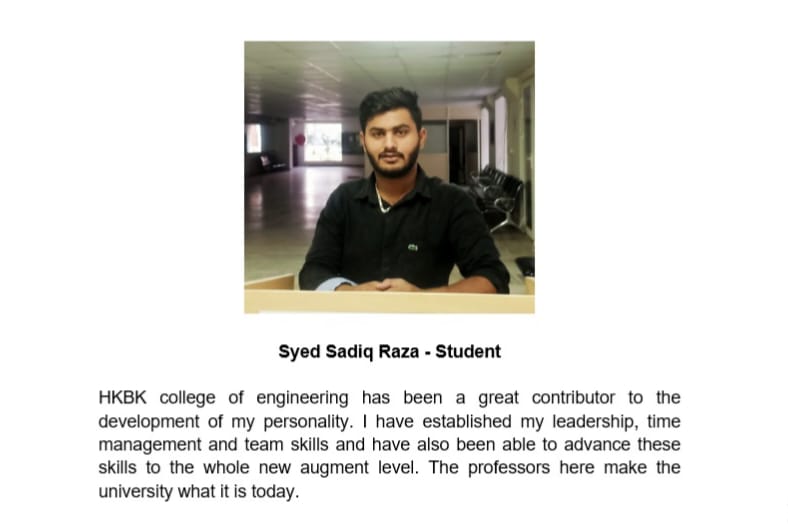 Syed Sadiq Raza - Student
HKBK college of engineering has been a great contributor to the
development of my personality. I have established my leadership, time
management and team skills and have also been able to advance these
skills to the whole new augment level. The professors here make the
university what it is today.